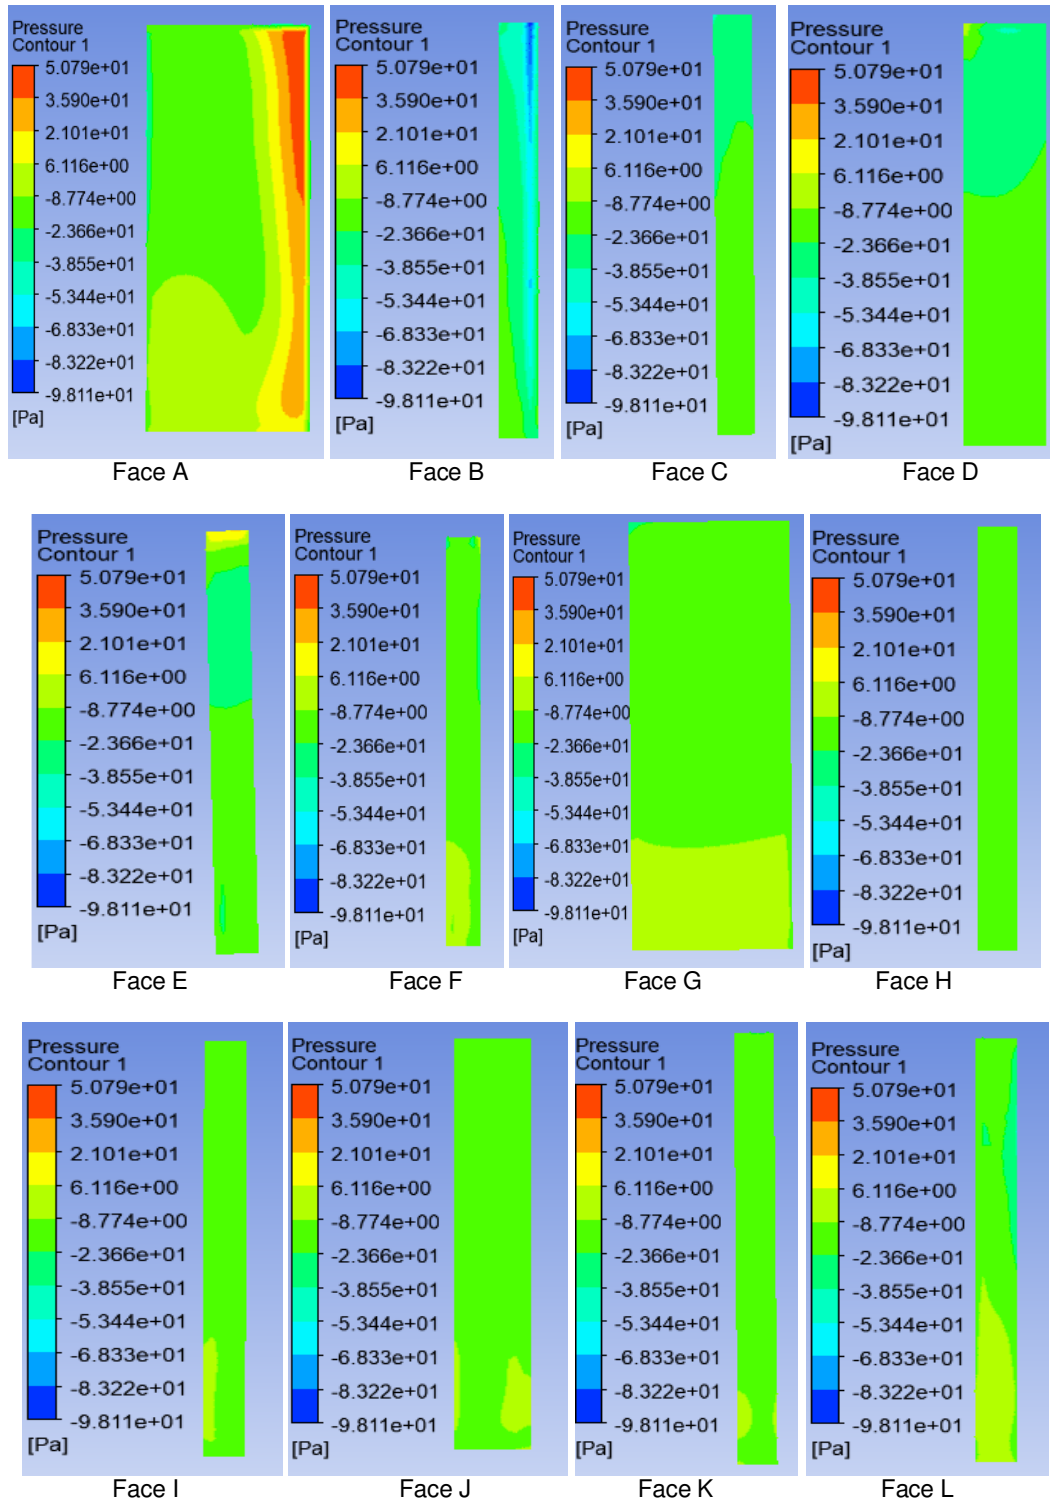 Pressure
Contour 1
5.079e+01
3.590e+01
2.101e+01
6.116e+00
-8.774e+00
-2.366e+01
-3.855e+01
-5.344e+01
-6.833e+01
-8.322e+01
-9.811e+01
[Pa]
Face A
Pressure
Contour 1
5.079e+01
3.590e+01
2.101e+01
6.116e+00
-8.774e+00
-2.366e+01
-3.855e+01
-5.344e+01
-6.833e+01
-8.322e+01
-9.811e+01
[Pa]
Face B
Pressure
Contour 1
5.079e+01
3.590e+01
2.101e+01
6.116e+00
-8.774e+00
-2.366e+01
-3.855e+01
-5.344e+01
-6.833e+01
-8.322e+01
-9.811e+01
[Pa]
Face C
Pressure
Contour 1
5.079e+01
3.590e+01
2.101e+01
6.116e+00
-8.774e+00
-2.366e+01
-3.855e+01
-5.344e+01
-6.833e+01
-8.322e+01
-9.811e+01
[Pa]
Face D
Pressure
Contour 1
5.079e+01
3.590e+01
2.101e+01
6.116e+00
-8.774e+00
-2.366e+01
-3.855e+01
-5.344e+01
-6.833e+01
-8.322e+01
-9.811e+01
[Pa]
Face E
Pressure
Contour 1
5.079e+01
3.590e+01
2.101e+01
6.116e+00
-8.774e+00
-2.366e+01
-3.855e+01
-5.344e+01
-6.833e+01
-8.322e+01
-9.811e+01
[Pa]
Face F
Pressure
Contour 1
5.079e+01
3.590e+01
2.101e+01
6.116e+00
-8.774e+00
-2.366e+01
-3.855e+01
-5.344e+01
-6.833e+01
-8.322e+01
-9.811e+01
[Pa]
Face G
Pressure
Contour 1
5.079e+01
3.590e+01
2.101e+01
6.116e+00
-8.774e+00
-2.366e+01
-3.855e+01
-5.344e+01
-6.833e+01
-8.322e+01
-9.811e+01
[Pa]
Face H
Pressure
Contour 1
5.079e+01
3.590e+01
2.101e+01
6.116e+00
-8.774e+00
-2.366e+01
-3.855e+01
-5.344e+01
-6.833e+01
-8.322e+01
-9.811e+01
[Pa]
Face I
Pressure
Contour 1
5.079e+01
3.590e+01
2.101e+01
6.116e+00
-8.774e+00
-2.366e+01
-3.855e+01
-5.344e+01
-6.833e+01
-8.322e+01
-9.811e+01
[Pa]
Face J
Pressure
Contour 1
5.079e+01
3.590e+01
2.101e+01
6.116e+00
-8.774e+00
-2.366e+01
-3.855e+01
-5.344e+01
-6.833e+01
-8.322e+01
-9.811e+01
[Pa]
Face K
Pressure
Contour 1
5.079e+01
3.590e+01
2.101e+01
6.116e+00
-8.774e+00
-2.366e+01
-3.855e+01
-5.344e+01
-6.833e+01
-8.322e+01
-9.811e+01
[Pa]
Face L